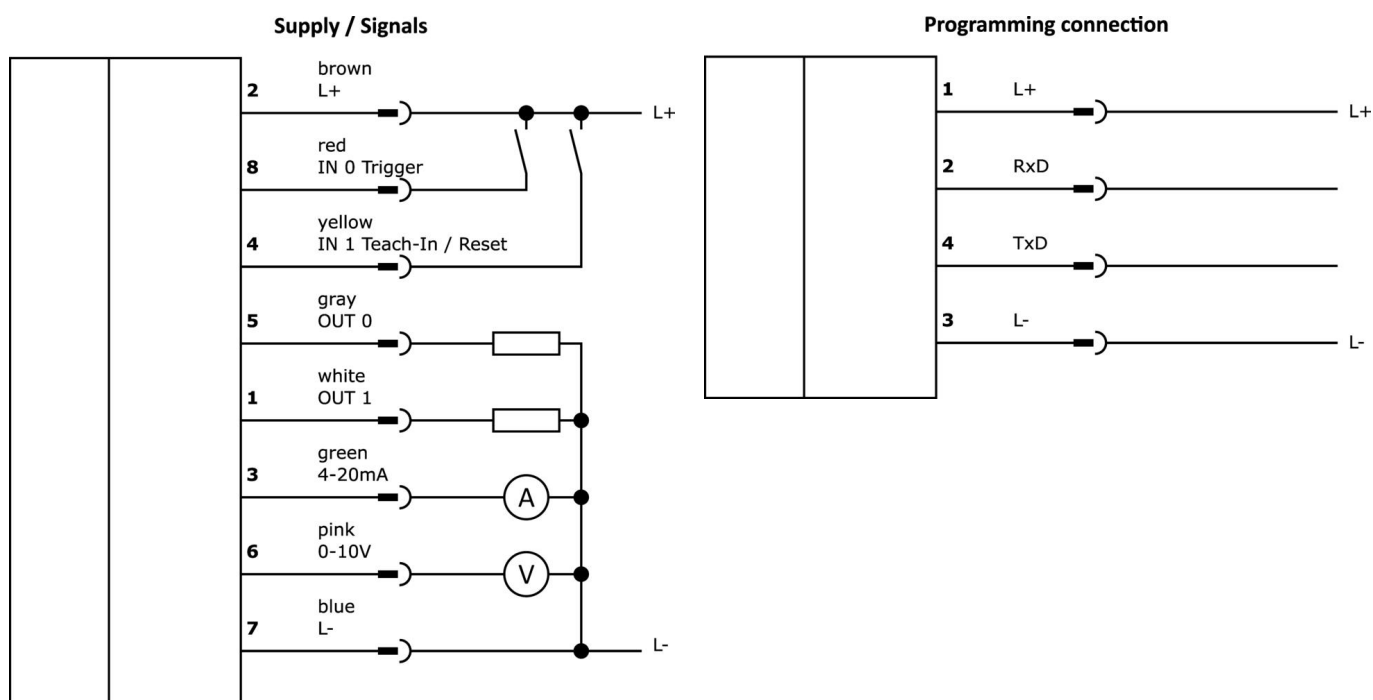 Supply / Signals
brown
2 L+
L+
red
8 IN 0 Trigger
yellow
4 IN 1 Teach-In / Reset
gray
5 OUT 0
white
1 OUT 1
green
3 4-20mA
A
pink
6 0-10V
V
blue
7 L-
L-
Programming connection
1 L+
L+
2 RxD
4 TxD
3 L-
L-